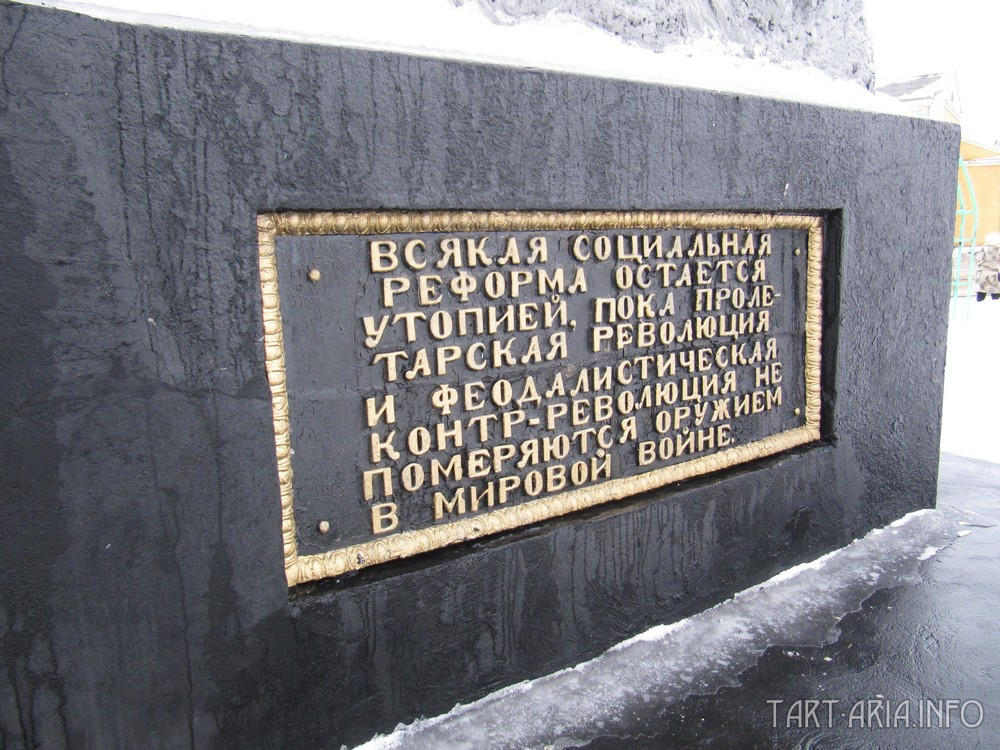 ВСЯКАЯ СОЦИАЛЬНАЯ
РЕФОРМА ОСТАЕТСЯ
УТОПИЕЙ, ПОКА ПРОЛЕ-
ТАРСКАЯ РЕВОЛЮЦИЯ
И ФЕОДАЛИСТИЧЕСКАЯ
КОНТР-РЕВОЛЮЦИЯ НЕ
ПОМЕРЯЮТСЯ ОРУЖИЕМ
В МИРОВОЙ ВОЙНЕ.
TART-ARIA.INFO